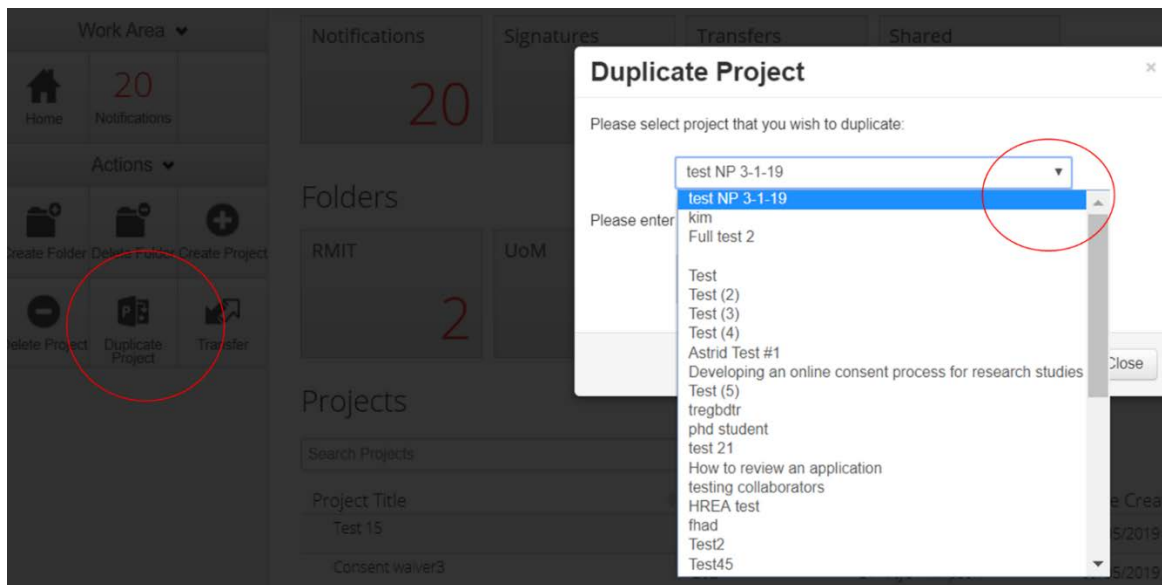 Work Area
Home
20
Notifications
Actions
Create Folder
Delete Folder
Create Project
Delete Project
Duplicate
Project
Transfer
Notifications
20
Signatures
Transfers
Shared
Folders
RMIT
2
UoM
Projects
Search Projects
Project Title
Test 15
Consent waiver3
Duplicate Project
×
Please select project that you wish to duplicate:
test NP 3-1-19
Please enter
test NP 3-1-19
kim
Full test 2
Test
Test (2)
Test (3)
Test (4)
Astrid Test #1
Developing an online consent process for research studies
Test (5)
tregbdtr
phd student
test 21
How to review an application
testing collaborators
HREA test
fhad
Test2
Test45
Close